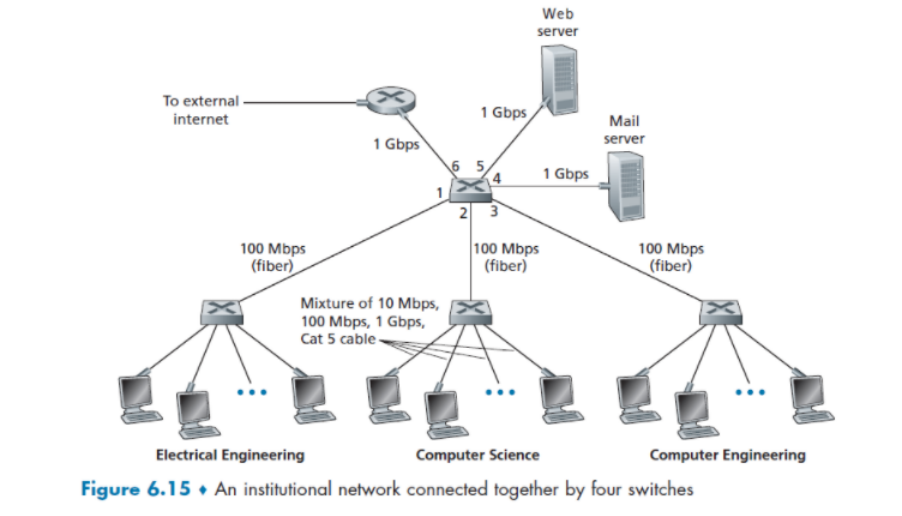 Web
server
To external
internet
1 Gbps
1 Gbps
Mail
server
1 Gbps
6 5
4
1
2 3
100 Mbps
(fiber)
100 Mbps
(fiber)
100 Mbps
(fiber)
Mixture of 10 Mbps,
100 Mbps, 1 Gbps,
Cat 5 cable
Electrical Engineering
Computer Science
Computer Engineering
Figure 6.15 ♦ An institutional network connected together by four switches